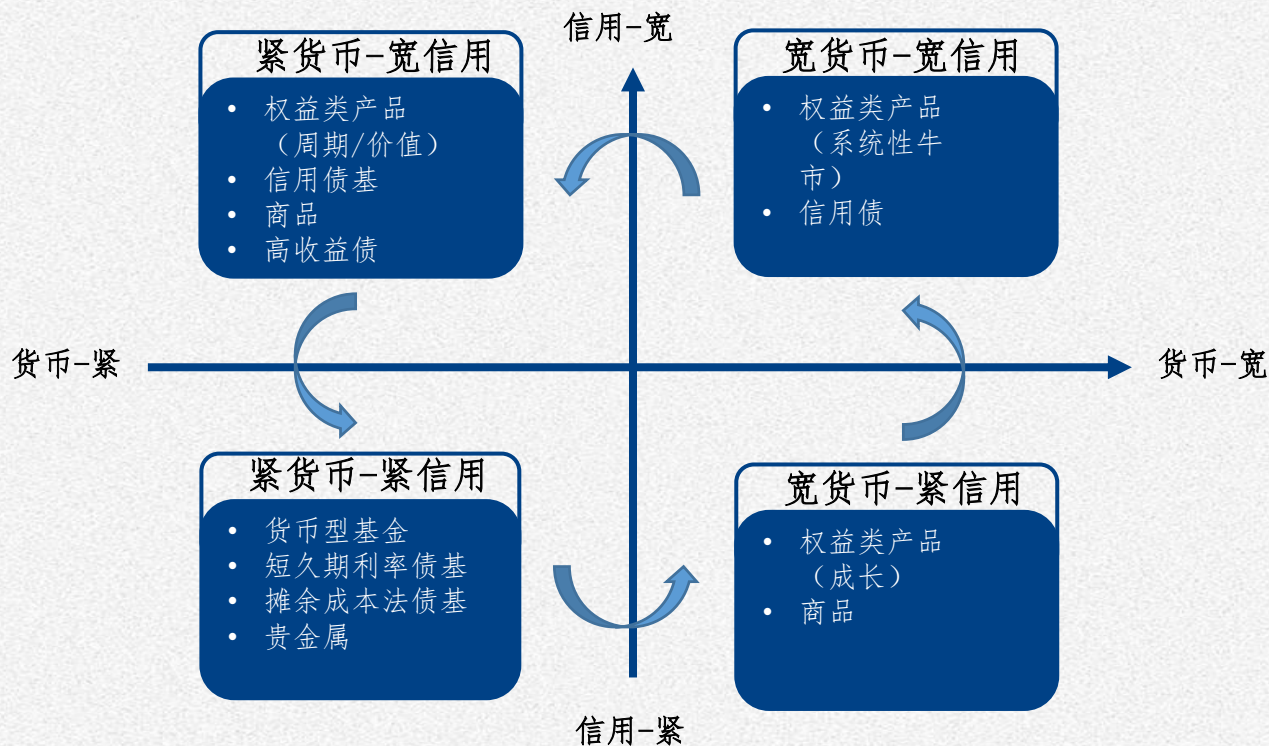 信用-宽
紧货币-宽信用
• 权益类产品
（周期/价值）
• 信用债基
• 商品
• 高收益债
宽货币-宽信用
• 权益类产品
（系统性牛
市）
• 信用债
货币-紧
货币-宽
紧货币-紧信用
• 货币型基金
• 短久期利率债基
• 摊余成本法债基
• 贵金属
宽货币-紧信用
• 权益类产品
（成长）
• 商品
信用-紧